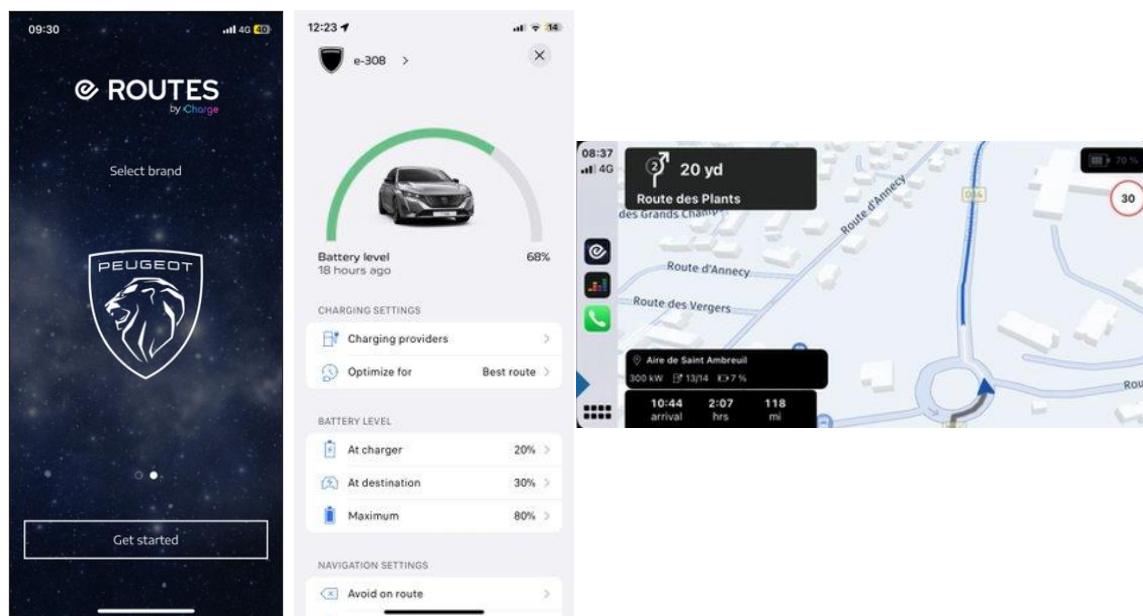 09:30
4G 40
ROUTES
by iCharge
Select brand
PEUGEOT
Get started
12:23
14
e-308 >
Battery level
68%
18 hours ago
CHARGING SETTINGS
Charging providers
Optimize for
Best route
BATTERY LEVEL
At charger
20%
At destination
30%
Maximum
80%
NAVIGATION SETTINGS
Avoid on route
08:37
4G
2
20 yd
Route des Plants
70 %
30
des Grands Champs
Route d'Annecy
Route d'Annecy
Route des Vergers
Aire de Saint Ambreuil
300 kW 13/14 7 %
10:44 2:07 118
arrival hrs mi
Rou